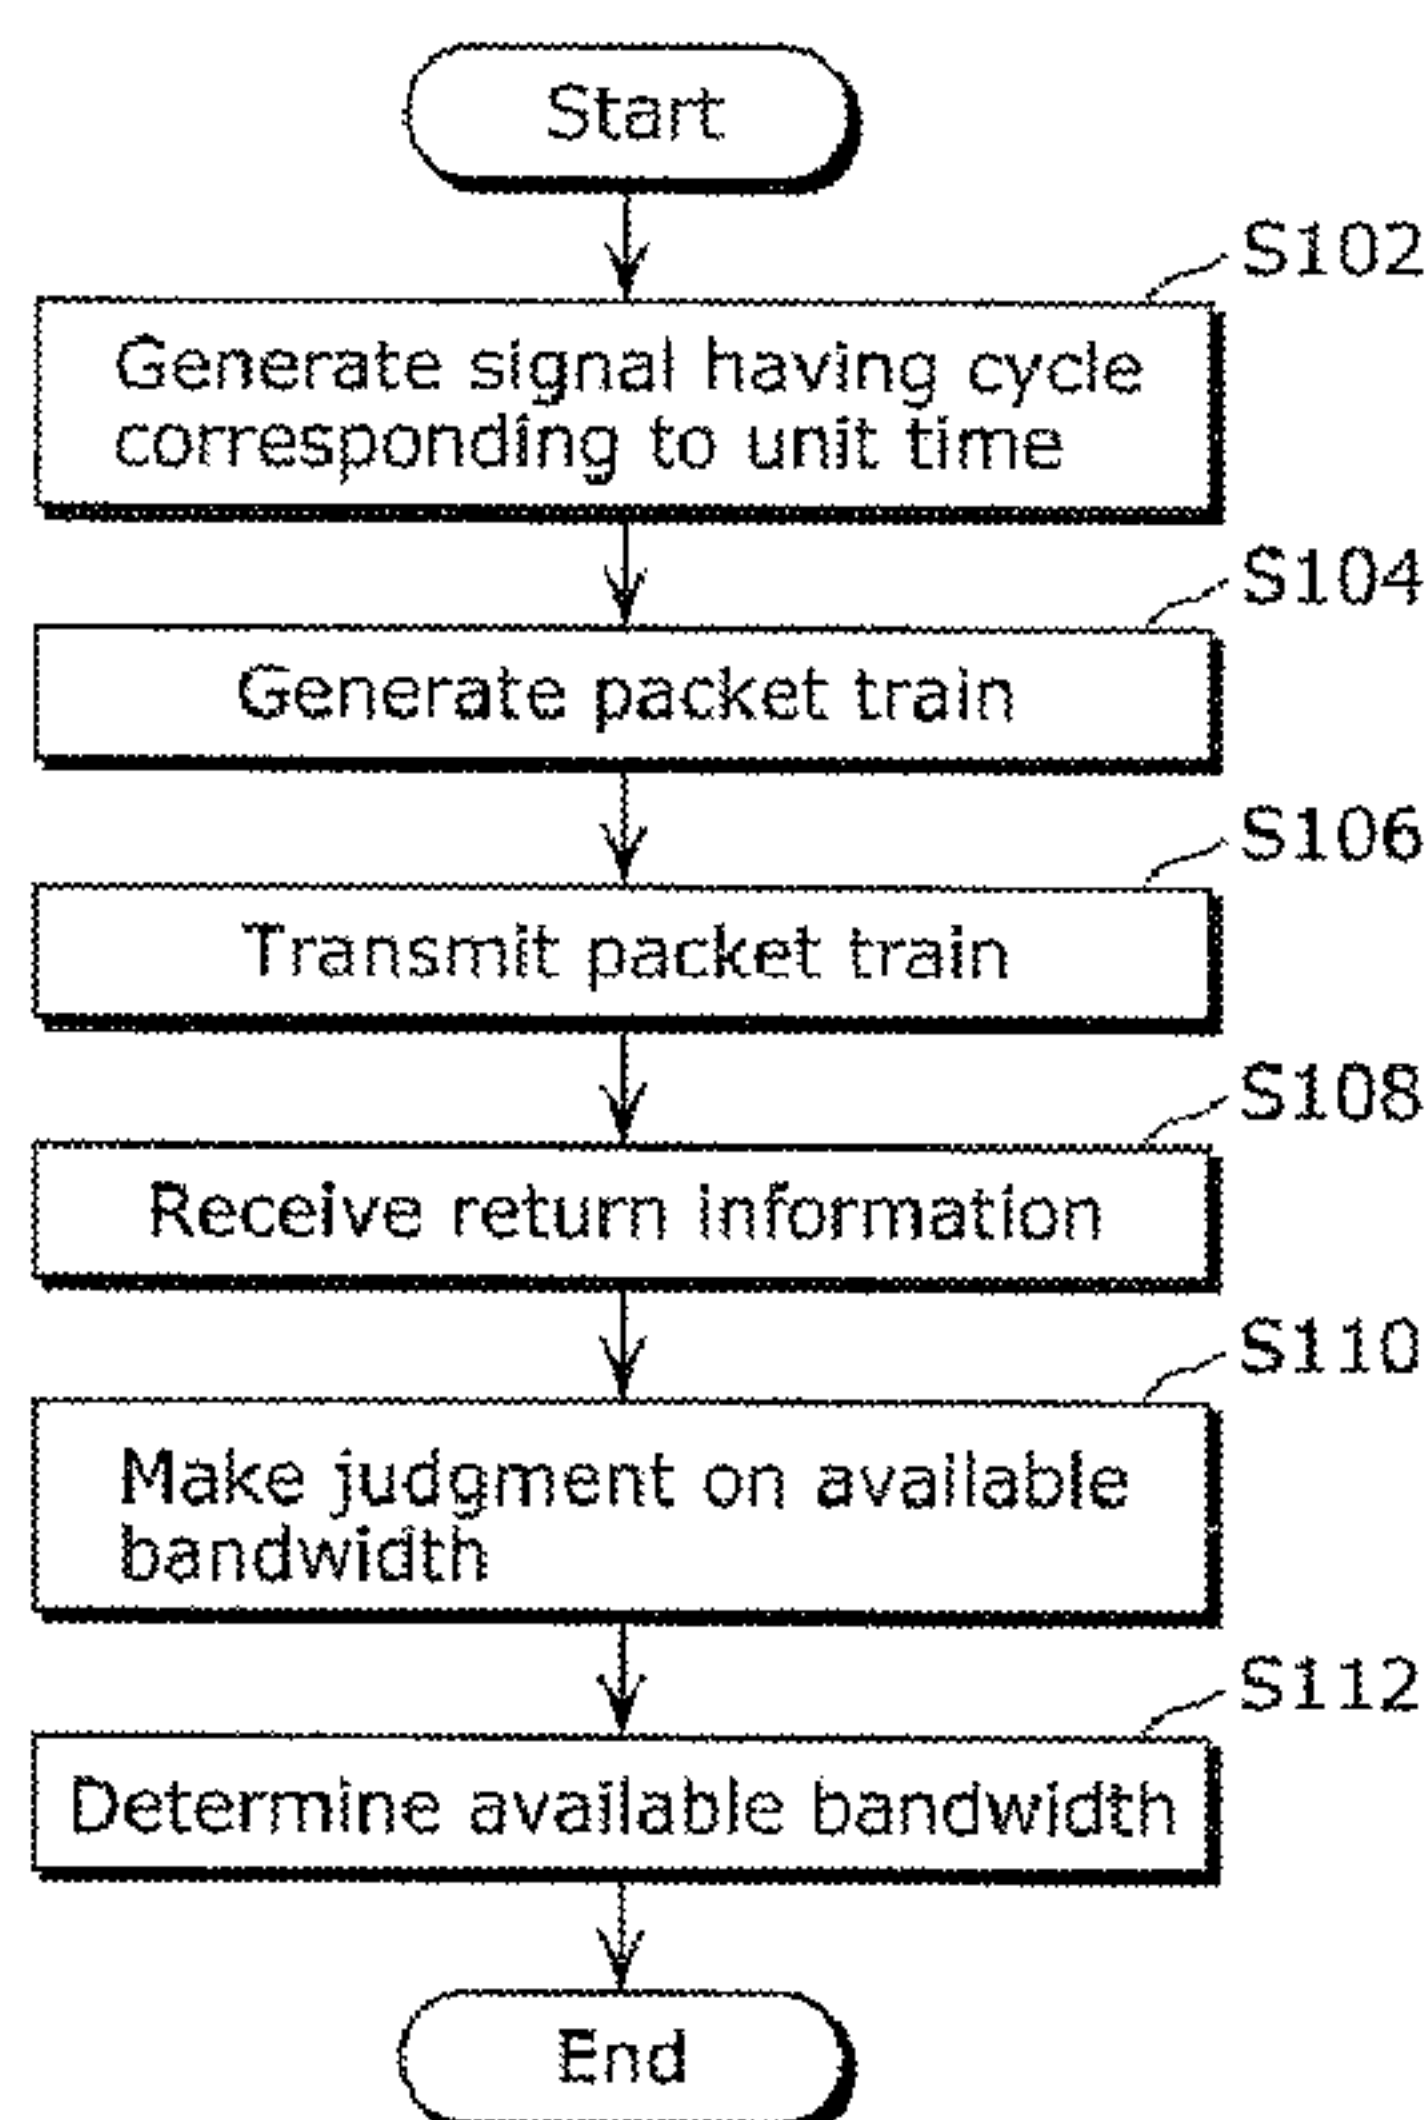 Start
S102
Generate signal having cycle
corresponding to unit time
S104
Generate packet train
S106
Transmit packet train
S108
Receive return information
S110
Make judgment on available
bandwidth
S112
Determine available bandwidth
End